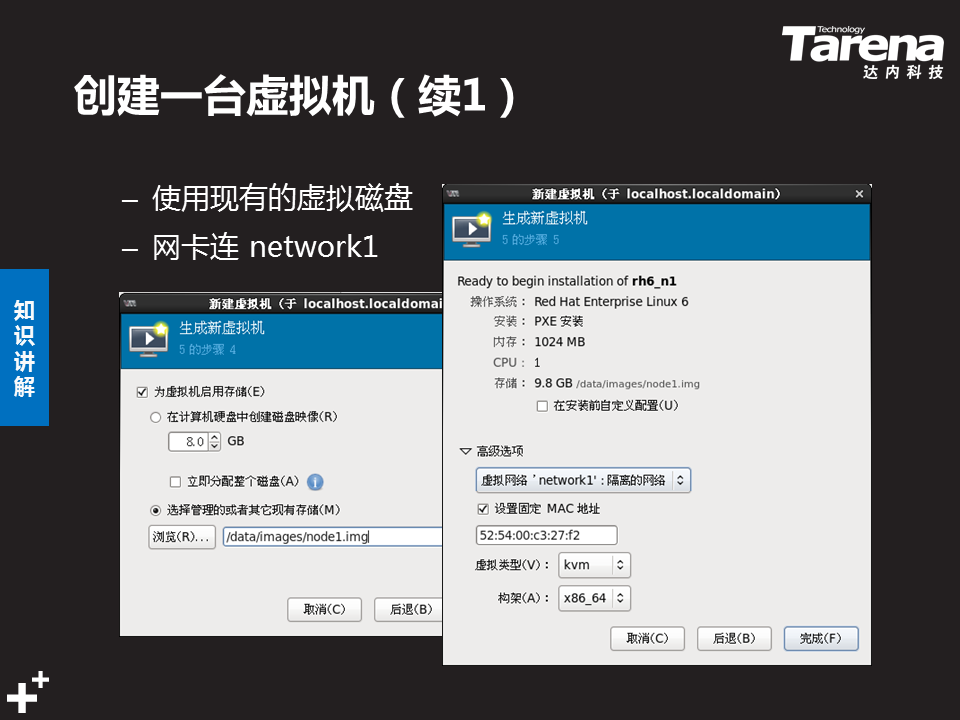 Technology
Tarena
达内科技
创建一台虚拟机（续1）
– 使用现有的虚拟磁盘
– 网卡连 network1
知识讲解
新建虚拟机（于 localhost.localdomai
生成新虚拟机
5 的步骤 4
为虚拟机启用存储(E)
在计算机硬盘中创建磁盘映像(R)
8.0 GB
立即分配整个磁盘(A)
选择管理的或者其它现有存储(M)
浏览(R)... /data/images/node1.img
取消(C) 后退(B)
新建虚拟机（于 localhost.localdomain）
生成新虚拟机
5 的步骤 5
Ready to begin installation of rh6_n1
操作系统： Red Hat Enterprise Linux 6
安装： PXE 安装
内存： 1024 MB
CPU： 1
存储： 9.8 GB /data/images/node1.img
在安装前自定义配置(U)
高级选项
虚拟网络 'network1' : 隔离的网络
设置固定 MAC 地址
52:54:00:c3:27:f2
虚拟类型(V)： kvm
构架(A)： x86_64
取消(C) 后退(B) 完成(F)